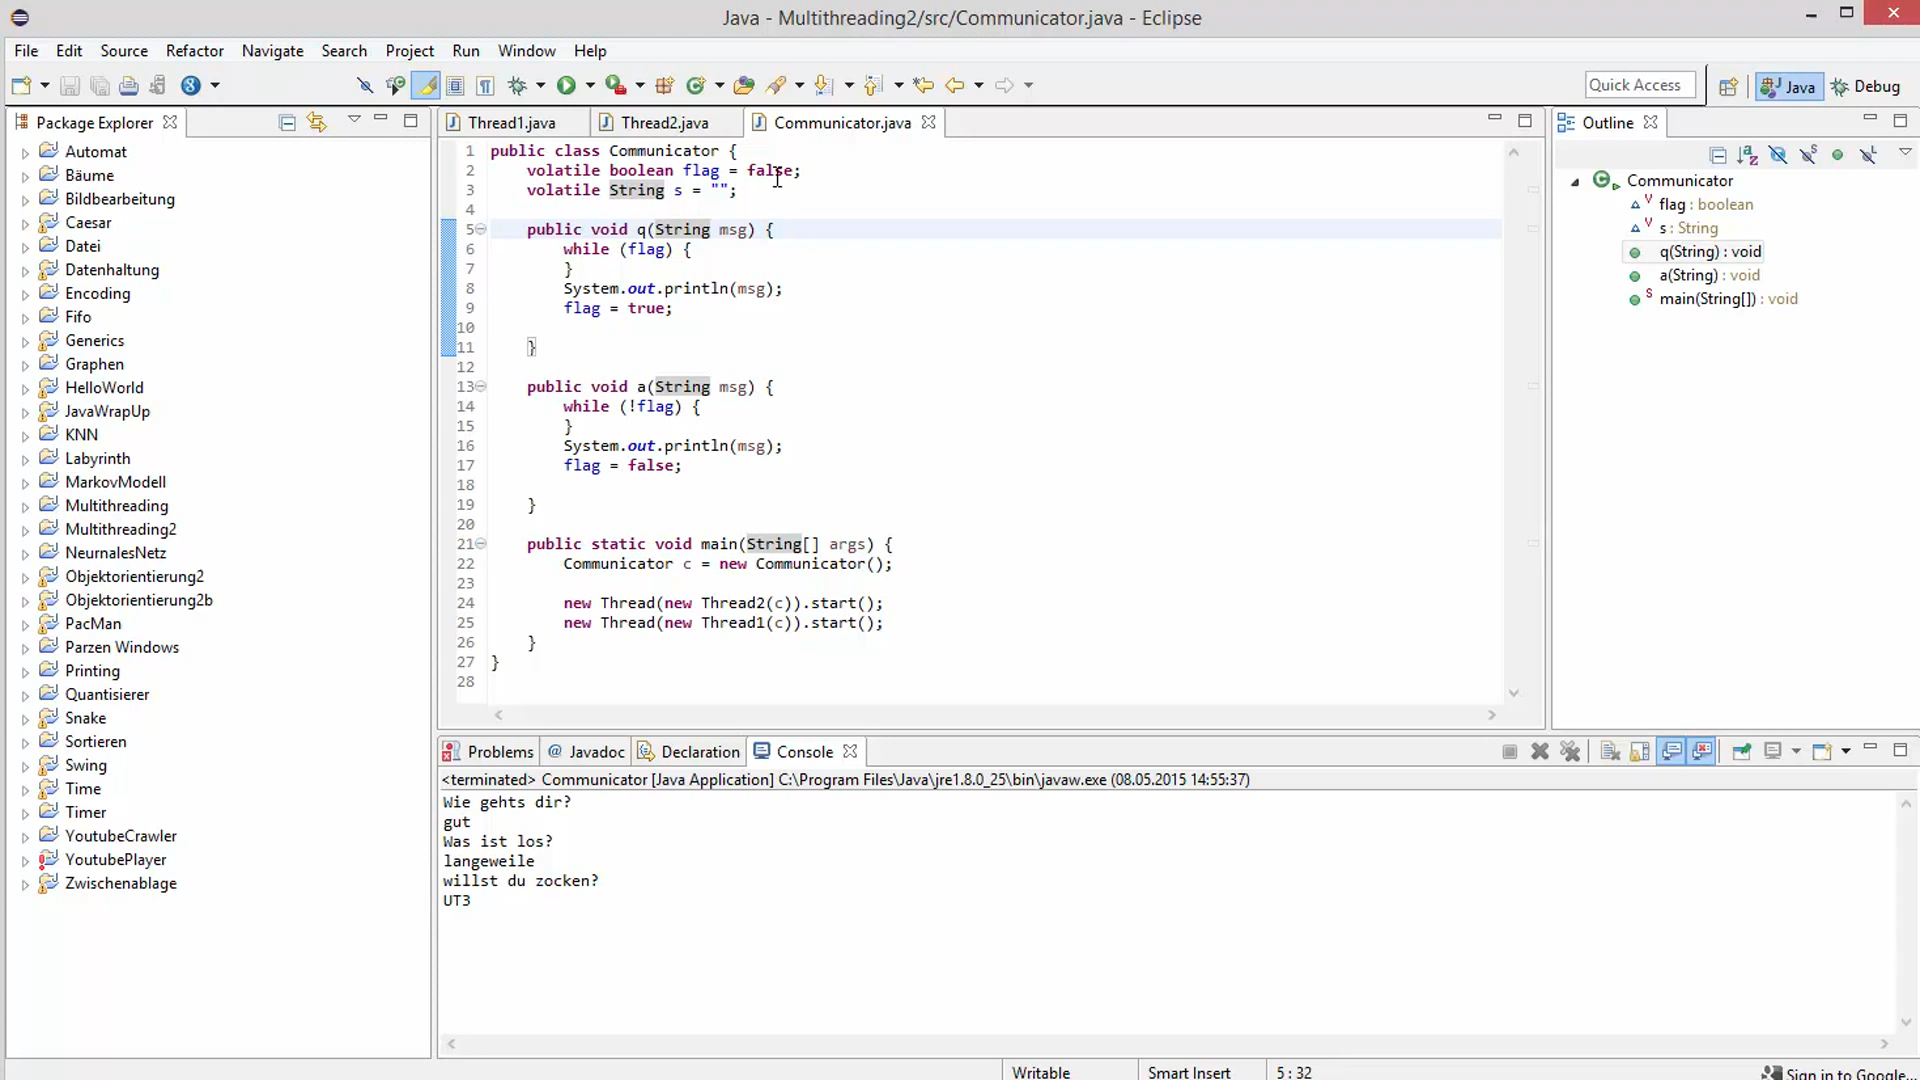 Java - Multithreading2/src/Communicator.java - Eclipse
File Edit Source Refactor Navigate Search Project Run Window Help
Quick Access Java Debug
Package Explorer
Automat
Bäume
Bildbearbeitung
Caesar
Datei
Datenhaltung
Encoding
Fifo
Generics
Graphen
HelloWorld
JavaWrapUp
KNN
Labyrinth
MarkovModell
Multithreading
Multithreading2
NeurnalesNetz
Objektorientierung2
Objektorientierung2b
PacMan
Parzen Windows
Printing
Quantisierer
Snake
Sortieren
Swing
Time
Timer
YoutubeCrawler
YoutubePlayer
Zwischenablage
Thread1.java Thread2.java Communicator.java
1 public class Communicator {
2 volatile boolean flag = false;
3 volatile String s = "";
4
5 public void q(String msg) {
6 while (flag) {
7 }
8 System.out.println(msg);
9 flag = true;
10
11 }
12
13 public void a(String msg) {
14 while (!flag) {
15 }
16 System.out.println(msg);
17 flag = false;
18
19 }
20
21 public static void main(String[] args) {
22 Communicator c = new Communicator();
23
24 new Thread(new Thread2(c)).start();
25 new Thread(new Thread1(c)).start();
26 }
27 }
28
Outline
Communicator
flag : boolean
s : String
q(String) : void
a(String) : void
main(String[]) : void
Problems @ Javadoc Declaration Console
<terminated> Communicator [Java Application] C:\Program Files\Java\jre1.8.0_25\bin\javaw.exe (08.05.2015 14:55:37)
Wie gehts dir?
gut
Was ist los?
langeweile
willst du zocken?
UT3
Writable Smart Insert 5 : 32 Sign in to Google...